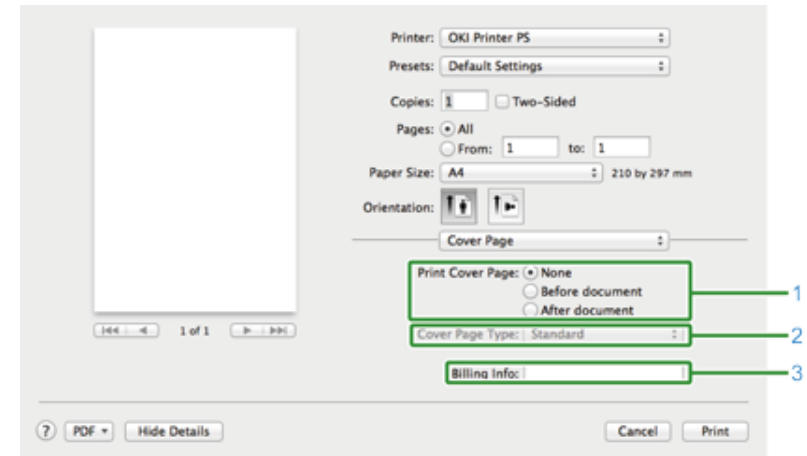 Printer: OKI Printer PS
Presets: Default Settings
Copies: 1 Two-Sided
Pages: All
From: 1 to: 1
Paper Size: A4 210 by 297 mm
Orientation:
Cover Page
Print Cover Page: None
Before document
After document
1
Cover Page Type: Standard
2
Billing Info:
3
1 of 1
? PDF Hide Details Cancel Print